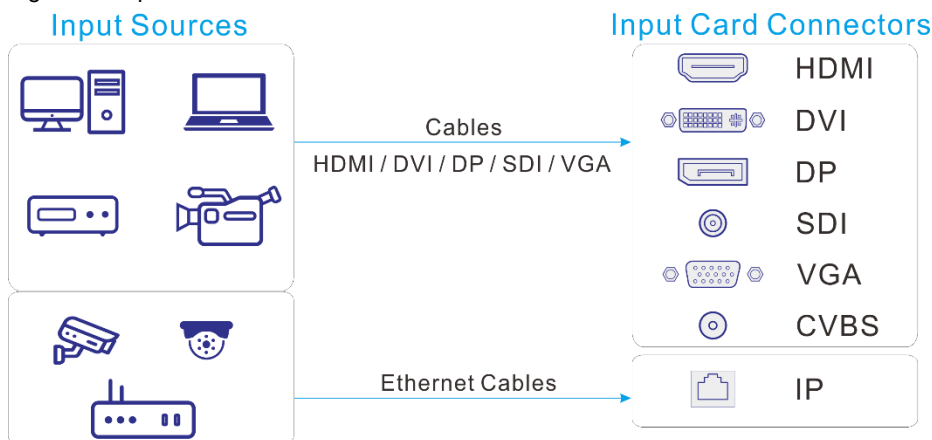 Input Sources
Input Card Connectors
HDMI
DVI
Cables
HDMI / DVI / DP / SDI / VGA
DP
SDI
VGA
CVBS
Ethernet Cables
IP